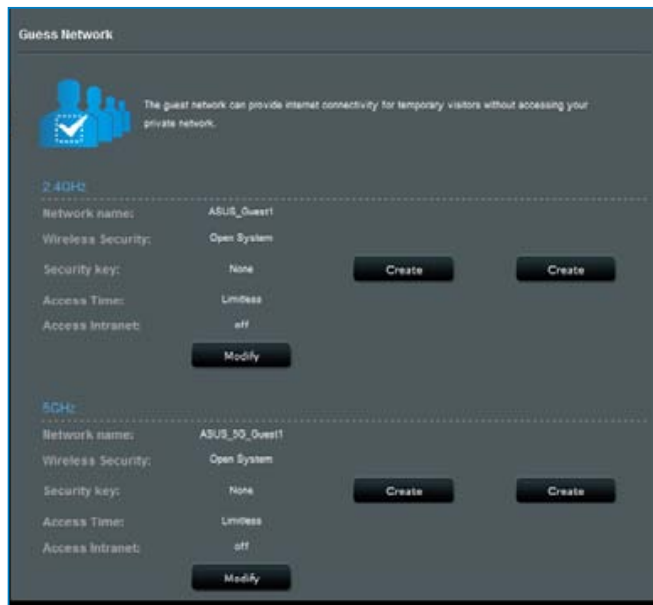 Guess Network
The guest network can provide internet connectivity for temporary visitors without accessing your
private network.
2.4GHz
Network name: ASUS_Guest1
Wireless Security: Open System
Security key: None Create Create
Access Time: Limitless
Access Intranet: off
Modify
5GHz
Network name: ASUS_5G_Guest1
Wireless Security: Open System
Security key: None Create Create
Access Time: Limitless
Access Intranet: off
Modify